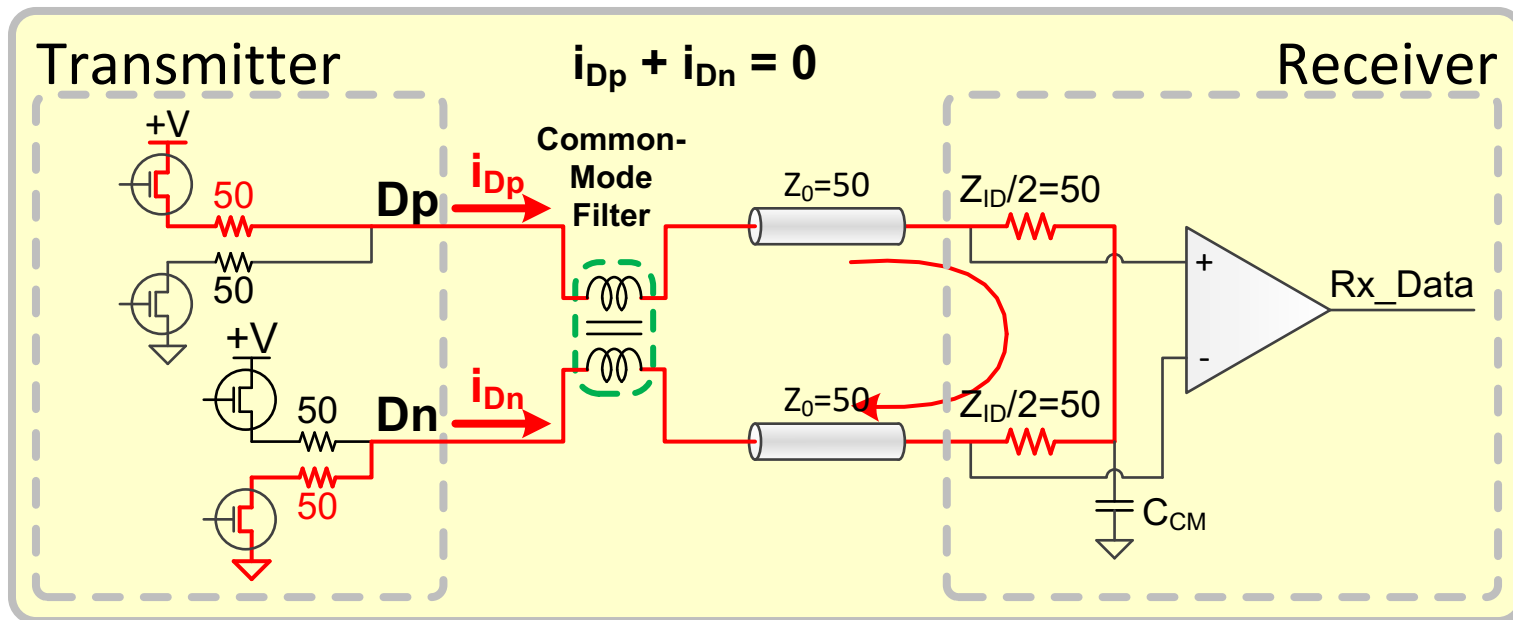 Transmitter
i_Dp + i_Dn = 0
Receiver
+V
50
50
Dp
i_Dp
Common-
Mode
Filter
Z₀=50
Z_ID/2=50
+
-
Rx_Data
+V
50
50
Dn
i_Dn
Z₀=50
Z_ID/2=50
C_CM